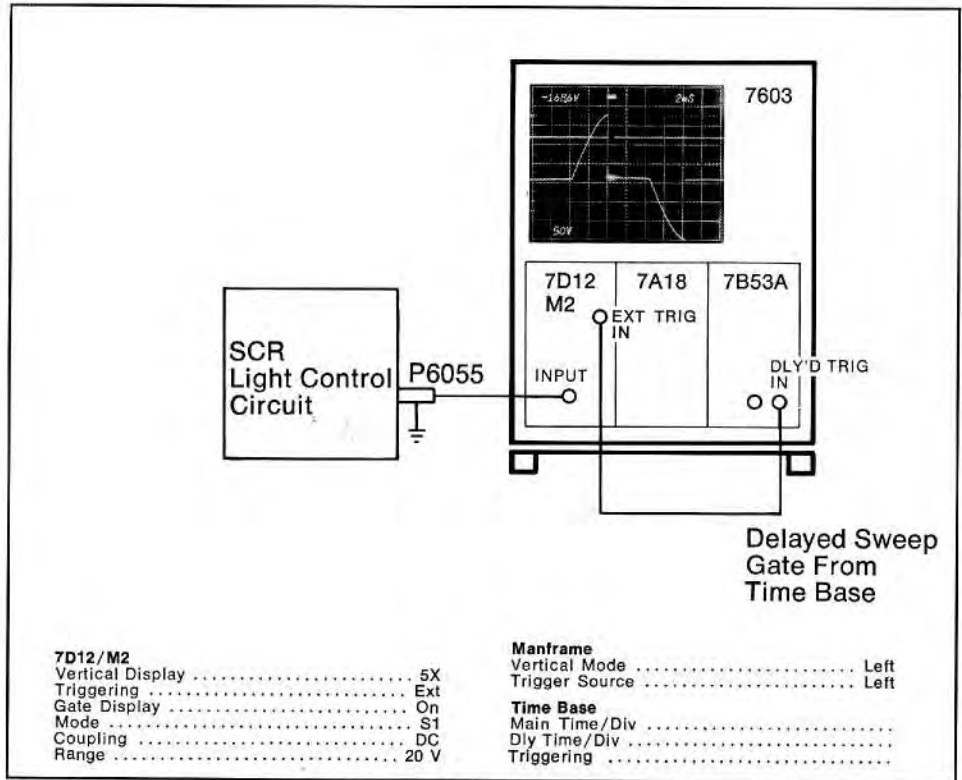 7603
2mS
50V
7D12
M2
7A18
7B53A
EXT TRIG
IN
INPUT
DLY'D TRIG
IN
SCR
Light Control
Circuit
P6055
Delayed Sweep
Gate From
Time Base
7D12/M2
Vertical Display ........................ 5X
Triggering ........................ Ext
Gate Display ........................ On
Mode ........................ S1
Coupling ........................ DC
Range ........................ 20 V
Manframe
Vertical Mode ........................ Left
Trigger Source ........................ Left
Time Base
Main Time/Div ........................
Dly Time/Div ........................
Triggering ........................